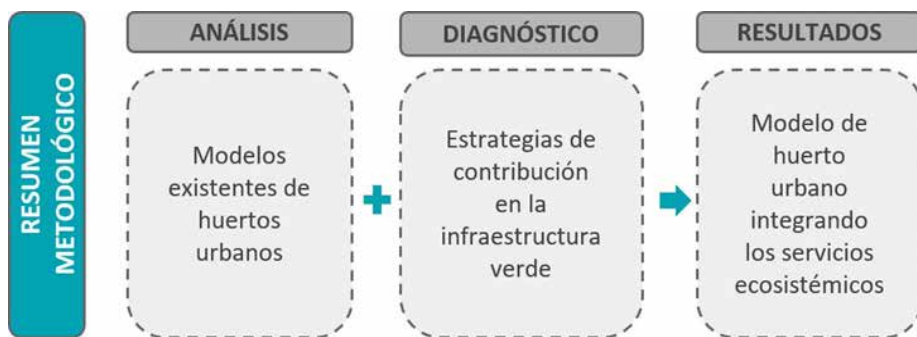 RESUMEN
METODOLÓGICO
ANÁLISIS
Modelos
existentes de
huertos
urbanos
DIAGNÓSTICO
Estrategias de
contribución
en la
infraestructura
verde
RESULTADOS
Modelo de
huerto
urbano
integrando
los servicios
ecosistémicos